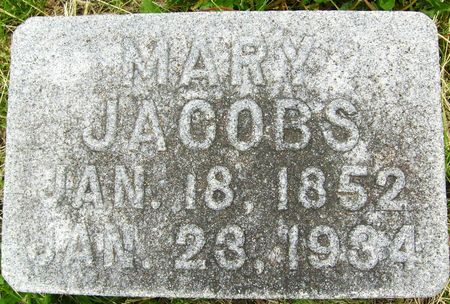 MARY
JACOBS
JAN. 18, 1852
JAN. 23, 1934